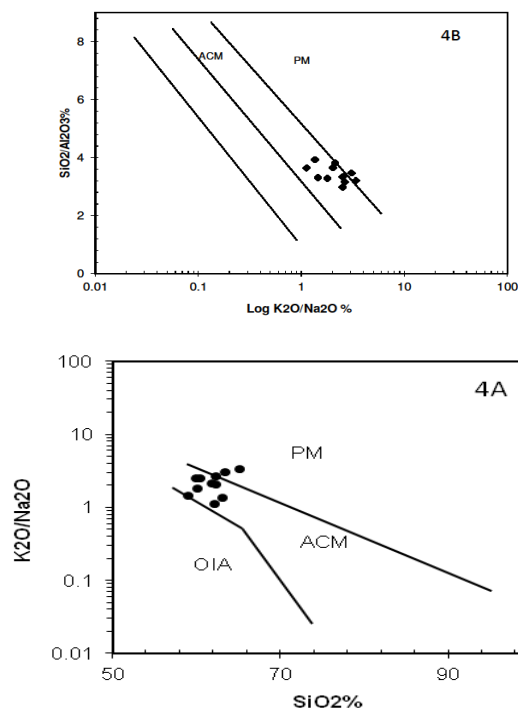 8
6
4
2
0
SiO2/Al2O3%
ACM
PM
4B
0.01
0.1
1
10
100
Log K2O/Na2O %
100
10
1
0.1
0.01
K2O/Na2O
4A
PM
ACM
OIA
50
70
90
SiO2%